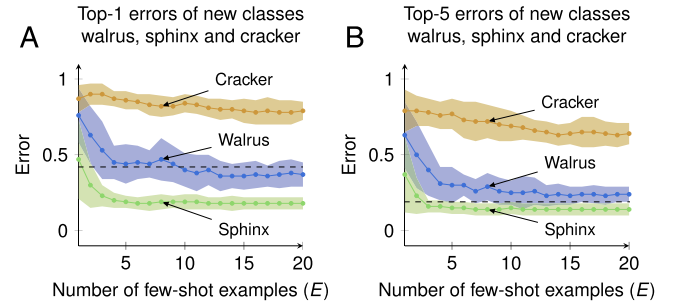 Top-1 errors of new classes
walrus, sphinx and cracker
A
1
0.5
0
Error
Cracker
Walrus
Sphinx
5
10
15
20
Number of few-shot examples (E)
Top-5 errors of new classes
walrus, sphinx and cracker
B
1
0.5
0
Error
Cracker
Walrus
Sphinx
5
10
15
20
Number of few-shot examples (E)